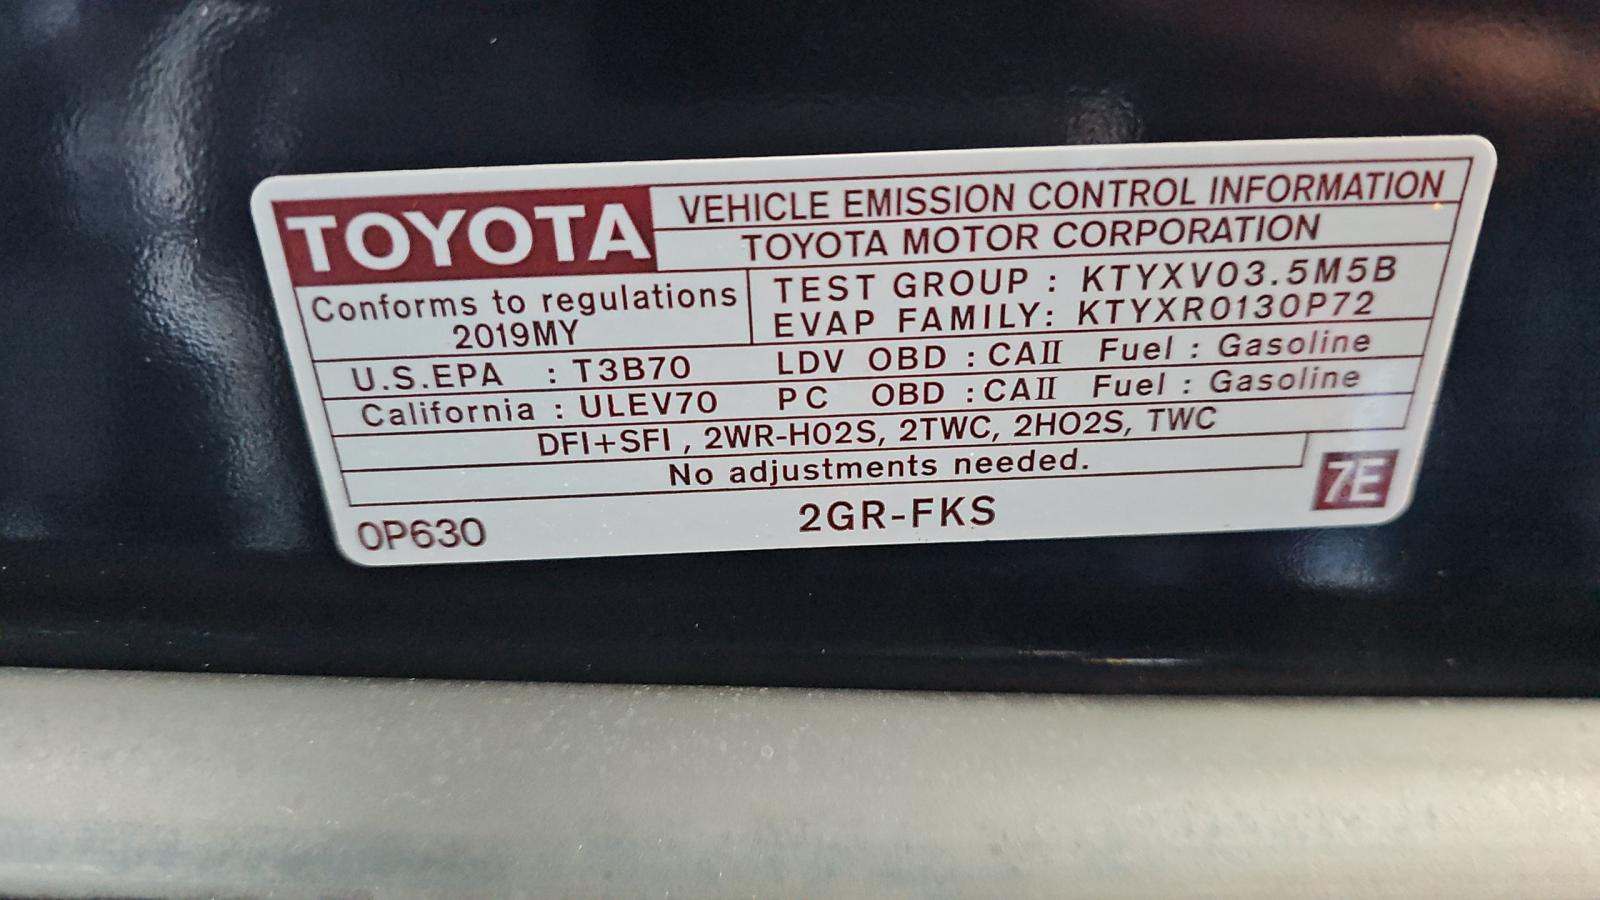 TOYOTA VEHICLE EMISSION CONTROL INFORMATION
TOYOTA MOTOR CORPORATION
Conforms to regulations
2019MY
TEST GROUP : KTYXV03.5M5B
EVAP FAMILY: KTYXR0130P72
U.S.EPA : T3B70 LDV OBD : CAII Fuel : Gasoline
California : ULEV70 PC OBD : CAII Fuel : Gasoline
DFI+SFI , 2WR-HO2S, 2TWC, 2HO2S, TWC
No adjustments needed.
0P630 2GR-FKS 7E